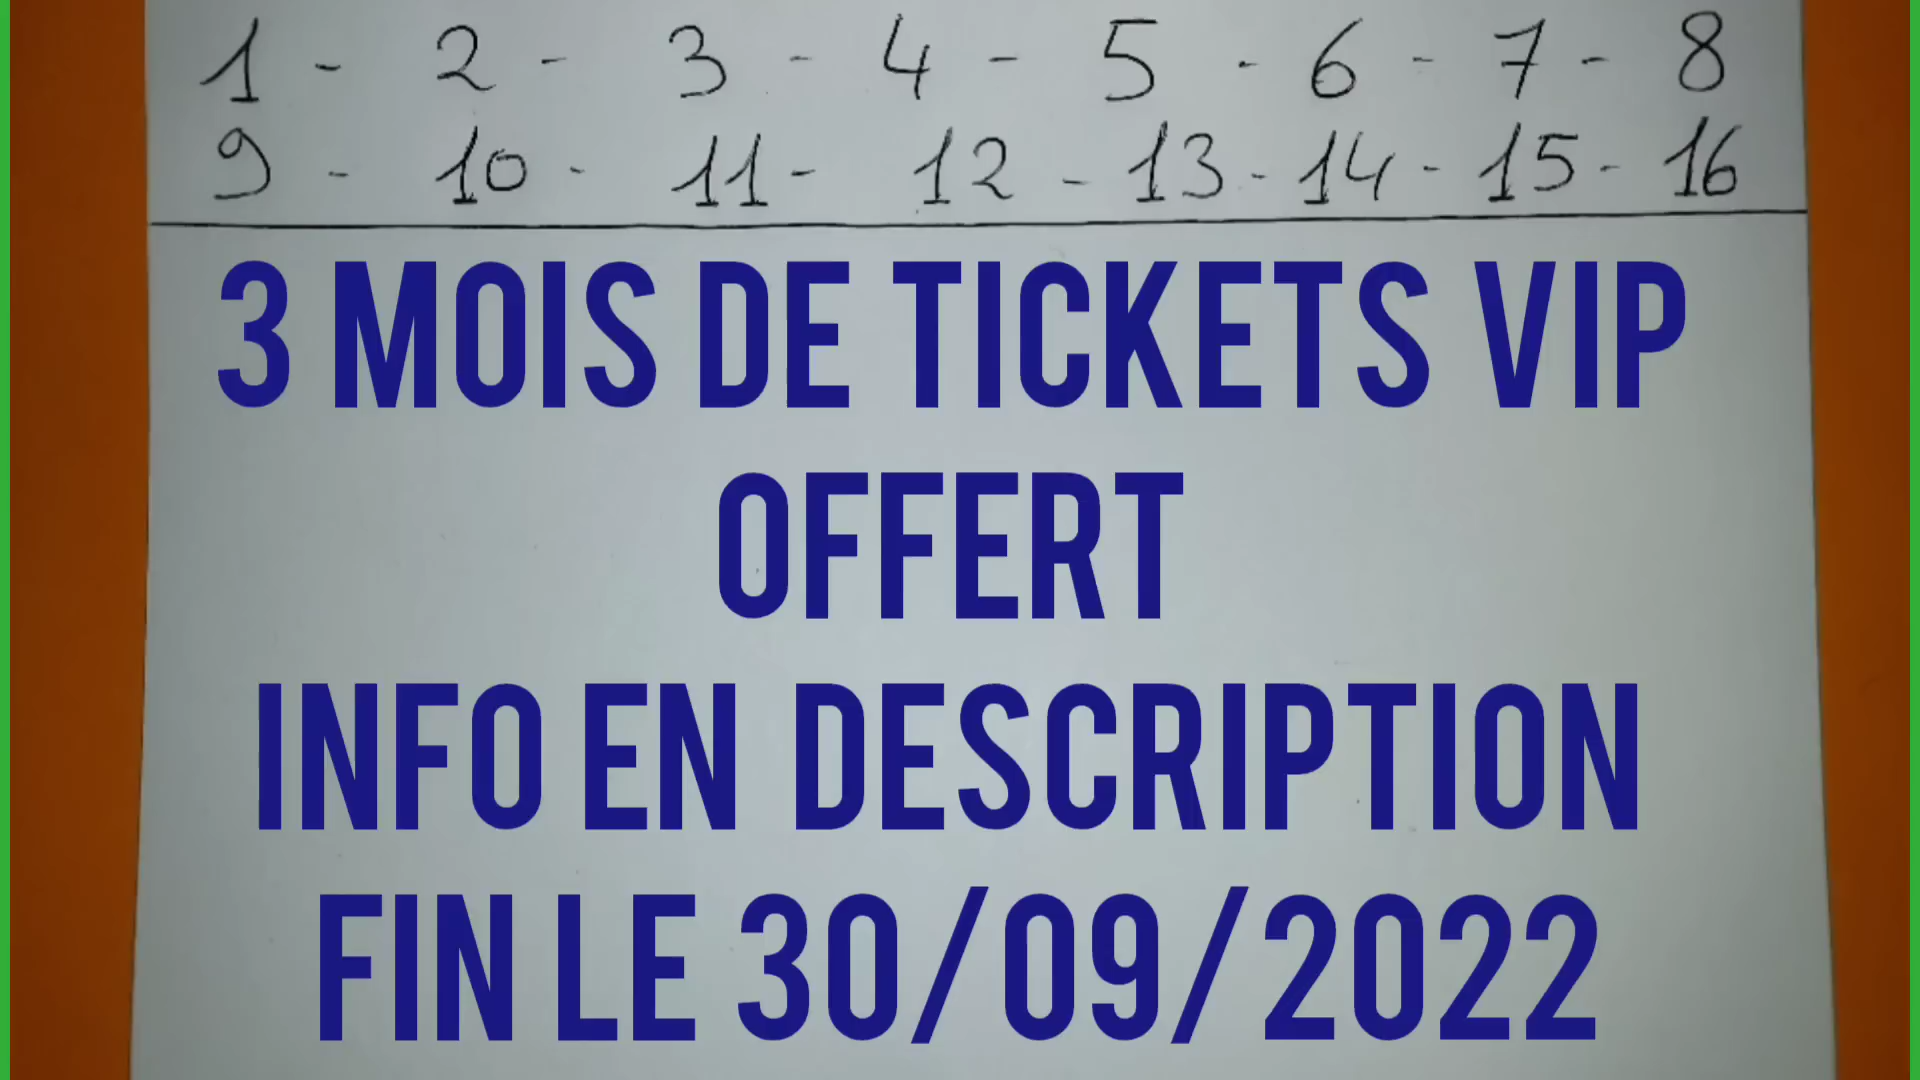 1 - 2 - 3 - 4 - 5 - 6 - 7 - 8
9 - 10 - 11 - 12 - 13 - 14 - 15 - 16
3 MOIS DE TICKETS VIP
OFFERT
INFO EN DESCRIPTION
FIN LE 30/09/2022